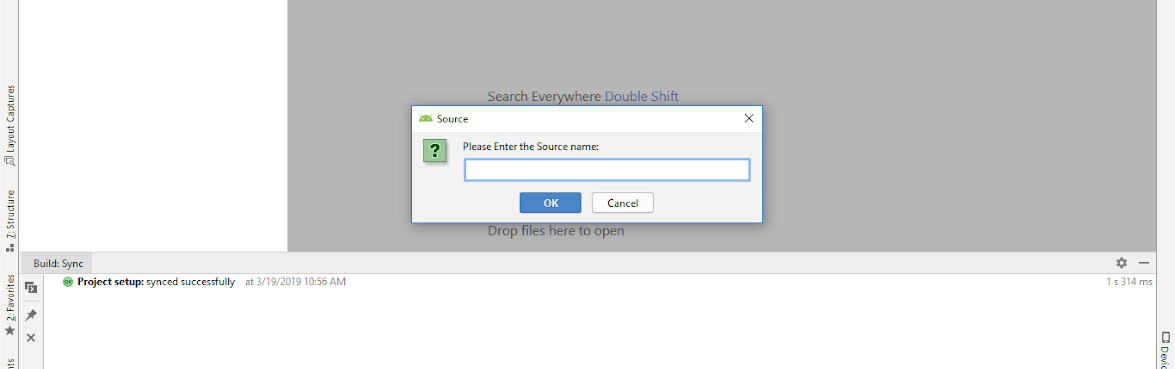 Layout Captures
7: Structure
2: Favorites
Search Everywhere Double Shift
Source
?
Please Enter the Source name:
OK
Cancel
Drop files here to open
Build: Sync
Project setup: synced successfully at 3/19/2019 10:56 AM
1 s 314 ms